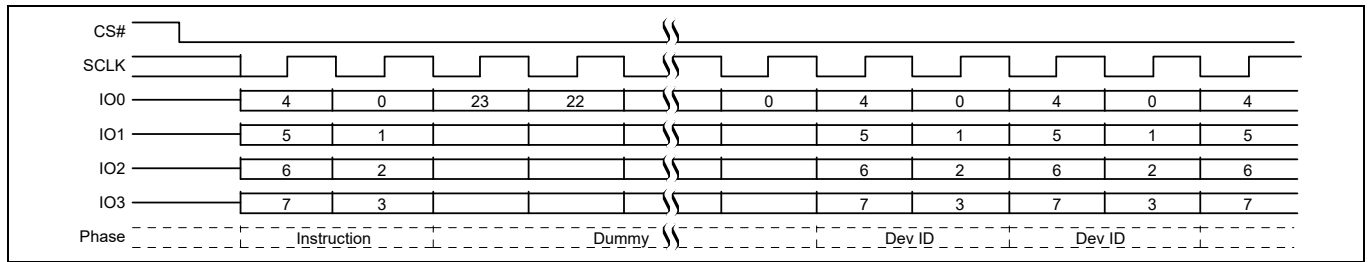 CS#
SCLK
IO0 4 0 23 22 0 4 0 4 0 4
IO1 5 1 5 1 5 1 5
IO2 6 2 6 2 6 2 6
IO3 7 3 7 3 7 3 7
Phase Instruction Dummy Dev ID Dev ID